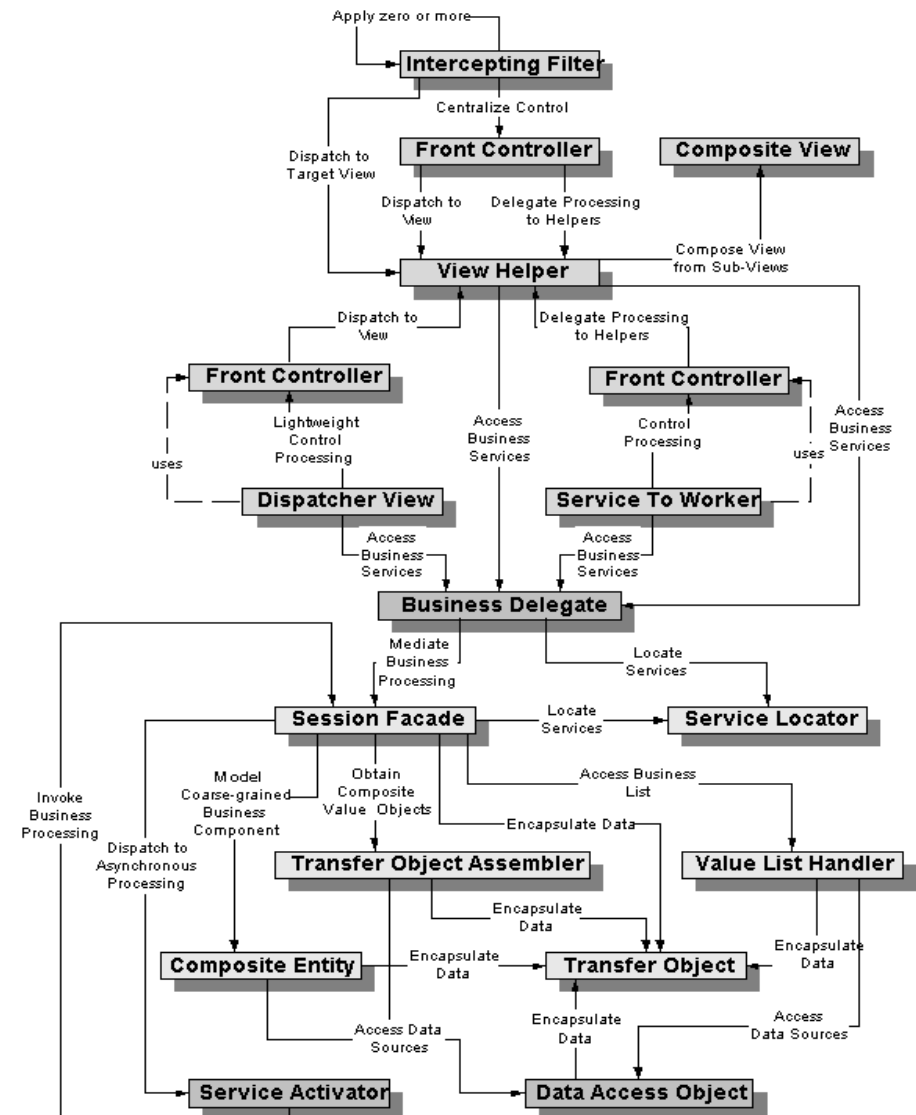 Apply zero or more
Intercepting Filter
Centralize Control
Dispatch to
Target View
Front Controller
Composite View
Dispatch to
View
Delegate Processing
to Helpers
Compose View
from Sub-Views
View Helper
Dispatch to
View
Delegate Processing
to Helpers
Front Controller
Front Controller
Lightweight
Control
Processing
Access
Business
Services
Control
Processing
Access
Business
Services
uses
uses
Dispatcher View
Service To Worker
Access
Business
Services
Access
Business
Services
Business Delegate
Mediate
Business
Processing
Locate
Services
Session Facade
Locate
Services
Service Locator
Invoke
Business
Processing
Model
Coarse-grained
Business
Component
Obtain
Composite
Value Objects
Access Business
List
Encapsulate Data
Dispatch to
Asynchronous
Processing
Transfer Object Assembler
Value List Handler
Encapsulate
Data
Encapsulate
Data
Composite Entity
Encapsulate
Data
Transfer Object
Access Data
Sources
Encapsulate
Data
Access
Data Sources
Service Activator
Data Access Object